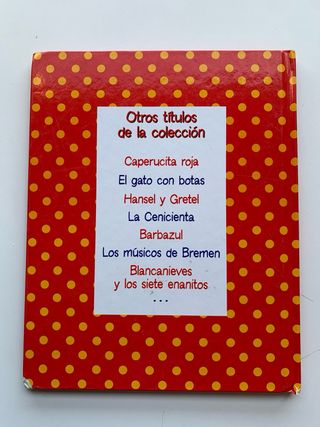 Otros títulos
de la colección
Caperucita roja
El gato con botas
Hansel y Gretel
La Cenicienta
Barbazul
Los músicos de Bremen
Blancanieves
y los siete enanitos
...